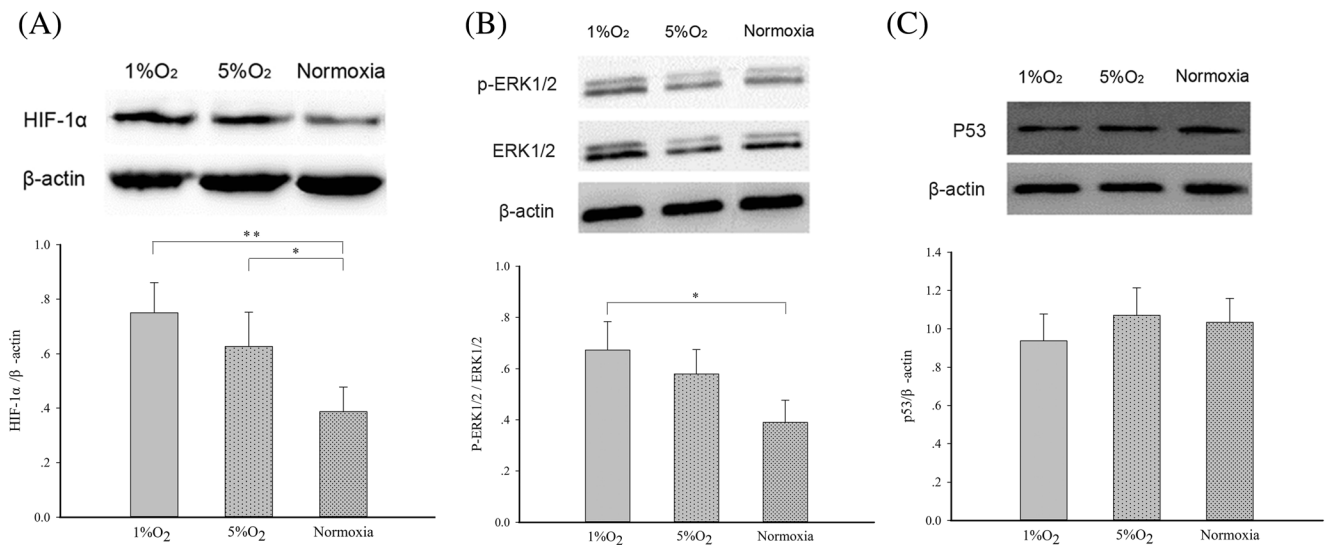 (A)
1%O2 5%O2 Normoxia
HIF-1α
β-actin
1.0
.8
.6
.4
.2
0.0
HIF-1α /β -actin
**
*
1%O2 5%O2 Normoxia
(B)
1%O2 5%O2 Normoxia
p-ERK1/2
ERK1/2
β-actin
1.0
.8
.6
.4
.2
0.0
P-ERK1/2 / ERK1/2
*
1%O2 5%O2 Normoxia
(C)
1%O2 5%O2 Normoxia
P53
β-actin
1.4
1.2
1.0
.8
.6
.4
.2
0.0
p53/β -actin
1%O2 5%O2 Normoxia